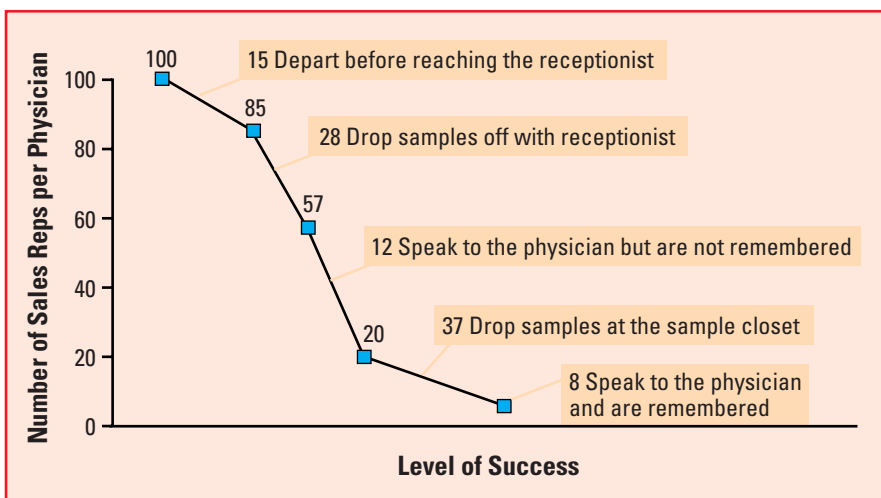 Number of Sales Reps per Physician
100
80
60
40
20
0
100
15 Depart before reaching the receptionist
85
28 Drop samples off with receptionist
57
12 Speak to the physician but are not remembered
20
37 Drop samples at the sample closet
8 Speak to the physician
and are remembered
Level of Success